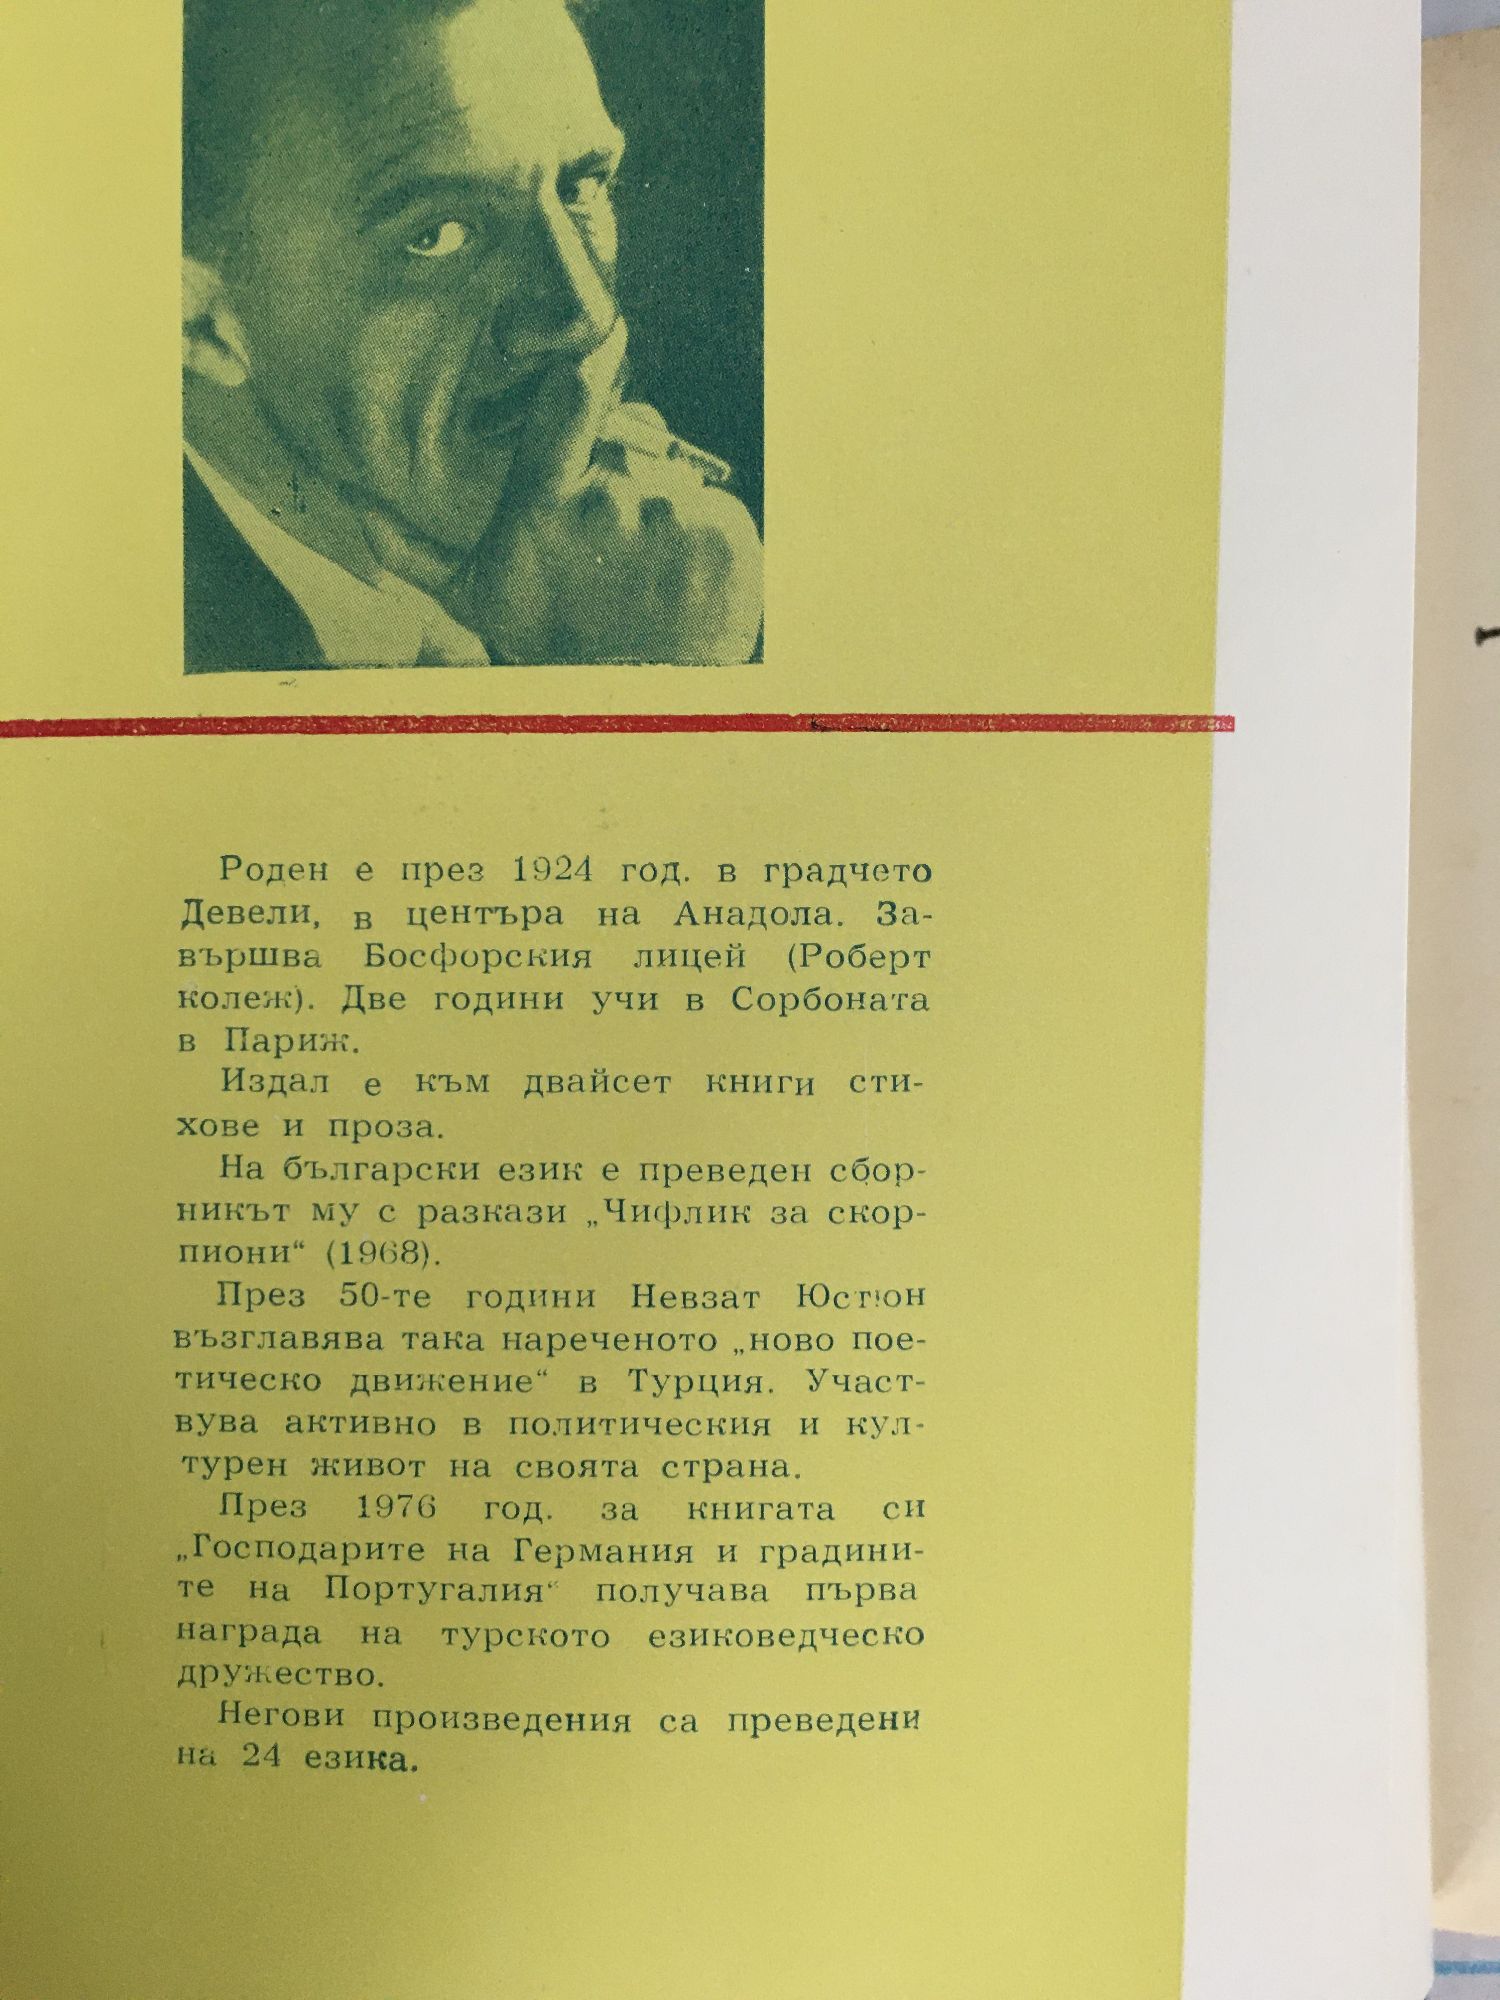 Роден е през 1924 год. в градчето
Девели, в центъра на Анадола. За-
вършва Босфорския лицей (Роберт
колеж). Две години учи в Сорбоната
в Париж.
Издал е към двайсет книги сти-
хове и проза.
На български език е преведен сбор-
никът му с разкази „Чифлик за скор-
пиони“ (1968).
През 50-те години Невзат Юстюн
възглавява така нареченото „ново пое-
тическо движение“ в Турция. Участ-
вува активно в политическия и кул-
турен живот на своята страна.
През 1976 год. за книгата си
„Господарите на Германия и градини-
те на Португалия“ получава първа
награда на турското езиковедческо
дружество.
Негови произведения са преведени
на 24 езика.